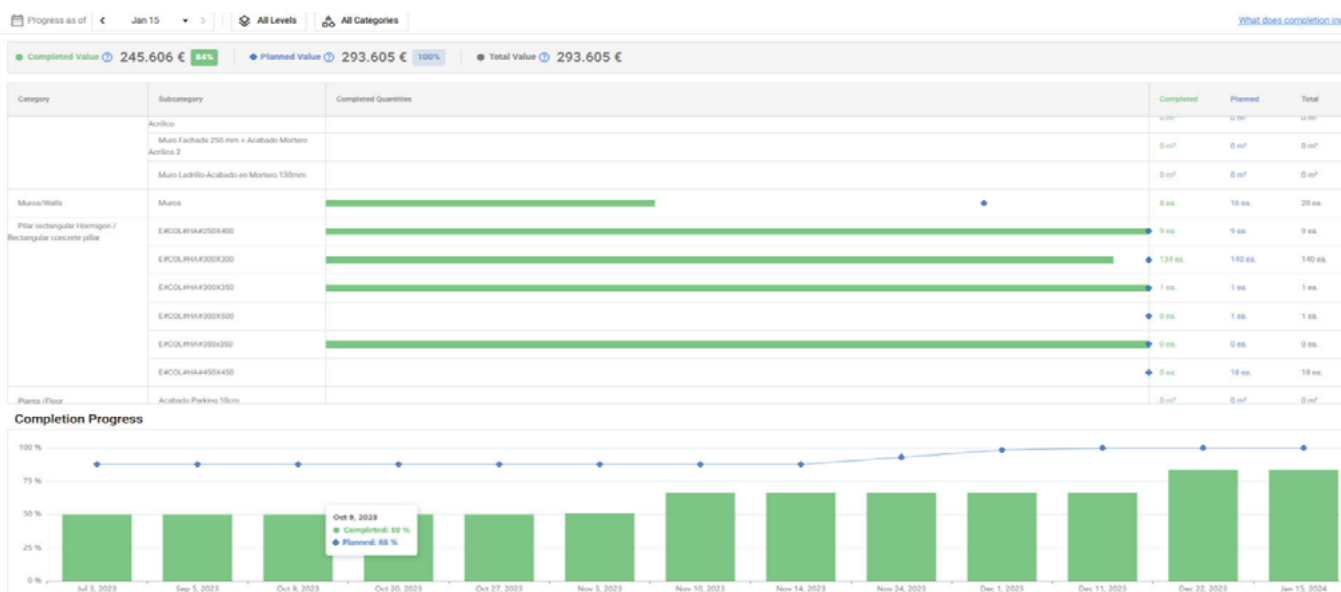 Progress as of
Jan 15
All Levels
All Categories
What does completion in
Completed Value 245.606 € 84%
Planned Value 293.605 € 100%
Total Value 293.605 €
Category Subcategory Completed Quantities Completed Planned Total
Acrílico 0 m² 0 m² 0 m²
Muro Fachada 250 mm + Acabado Mortero
Acrílico 2 0 m² 0 m² 0 m²
Muro Ladrillo-Acabado en Mortero 130mm 0 m² 0 m² 0 m²
Muros/Walls Muros 8 ea. 16 ea. 20 ea.
Pilar rectangular Hormigon /
Rectangular concrete pillar
E#COL#HA#250X400 9 ea. 9 ea. 9 ea.
E#COL#HA#300X300 134 ea. 140 ea. 140 ea.
E#COL#HA#300X350 1 ea. 1 ea. 1 ea.
E#COL#HA#300X500 0 ea. 1 ea. 1 ea.
E#COL#HA#350x350 0 ea. 0 ea. 0 ea.
E#COL#HA#450X450 0 ea. 18 ea. 18 ea.
Planta /Floor Acabado Parking 10cm 0 m² 0 m² 0 m²
Completion Progress
100 %
75 %
50 %
25 %
0 %
Oct 9, 2023
Completed: 50 %
Planned: 88 %
Jul 3, 2023 Sep 5, 2023 Oct 9, 2023 Oct 20, 2023 Oct 27, 2023 Nov 3, 2023 Nov 10, 2023 Nov 14, 2023 Nov 24, 2023 Dec 1, 2023 Dec 11, 2023 Dec 22, 2023 Jan 15, 2024